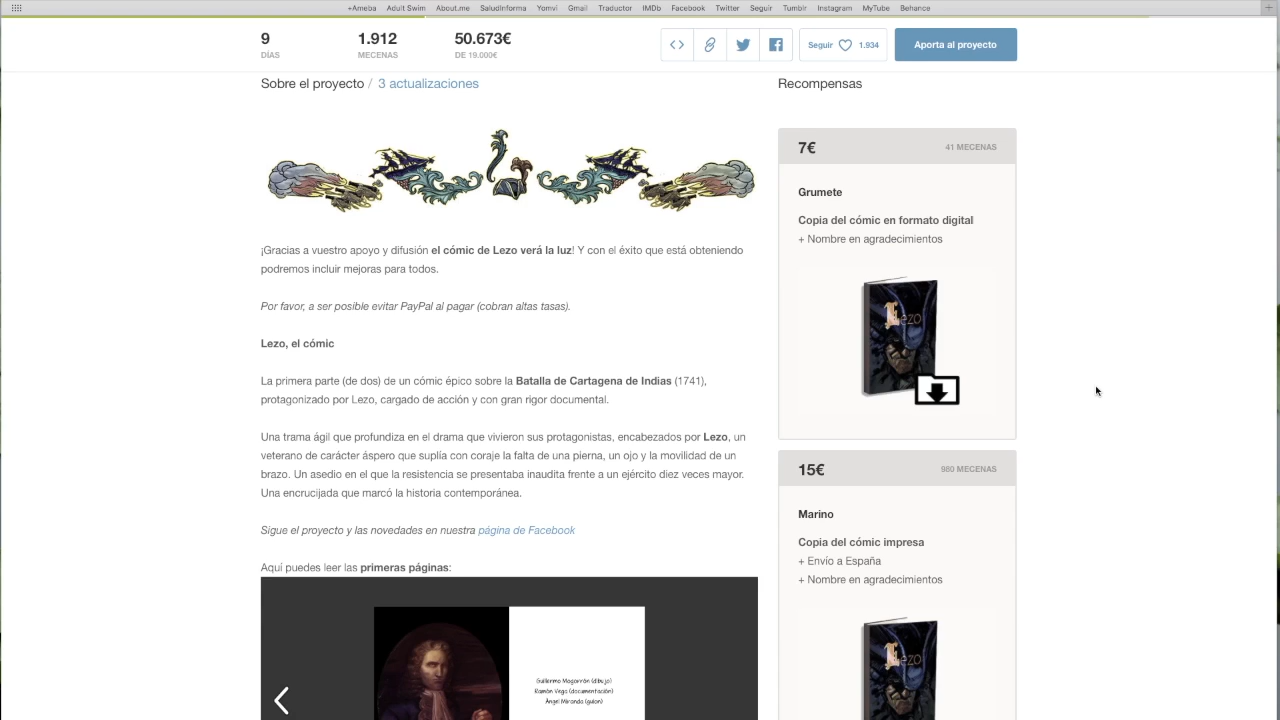 +Ameba Adult Swim About.me SaludInforma Yomvi Gmail Traductor IMDb Facebook Twitter Seguir Tumblr Instagram MyTube Behance
9 1.912 50.673€
DÍAS MECENAS DE 19.000€
Seguir 1.934
Aporta al proyecto
Sobre el proyecto / 3 actualizaciones
¡Gracias a vuestro apoyo y difusión el cómic de Lezo verá la luz! Y con el éxito que está obteniendo
podremos incluir mejoras para todos.
Por favor, a ser posible evitar PayPal al pagar (cobran altas tasas).
Lezo, el cómic
La primera parte (de dos) de un cómic épico sobre la Batalla de Cartagena de Indias (1741),
protagonizado por Lezo, cargado de acción y con gran rigor documental.
Una trama ágil que profundiza en el drama que vivieron sus protagonistas, encabezados por Lezo, un
veterano de carácter áspero que suplía con coraje la falta de una pierna, un ojo y la movilidad de un
brazo. Un asedio en el que la resistencia se presentaba inaudita frente a un ejército diez veces mayor.
Una encrucijada que marcó la historia contemporánea.
Sigue el proyecto y las novedades en nuestra página de Facebook
Aquí puedes leer las primeras páginas:
Guillermo Mogorrón (dibujo)
Ramón Vega (documentación)
Ángel Miranda (guion)
Recompensas
7€ 41 MECENAS
Grumete
Copia del cómic en formato digital
+ Nombre en agradecimientos
Lezo
15€ 980 MECENAS
Marino
Copia del cómic impresa
+ Envío a España
+ Nombre en agradecimientos
Lezo